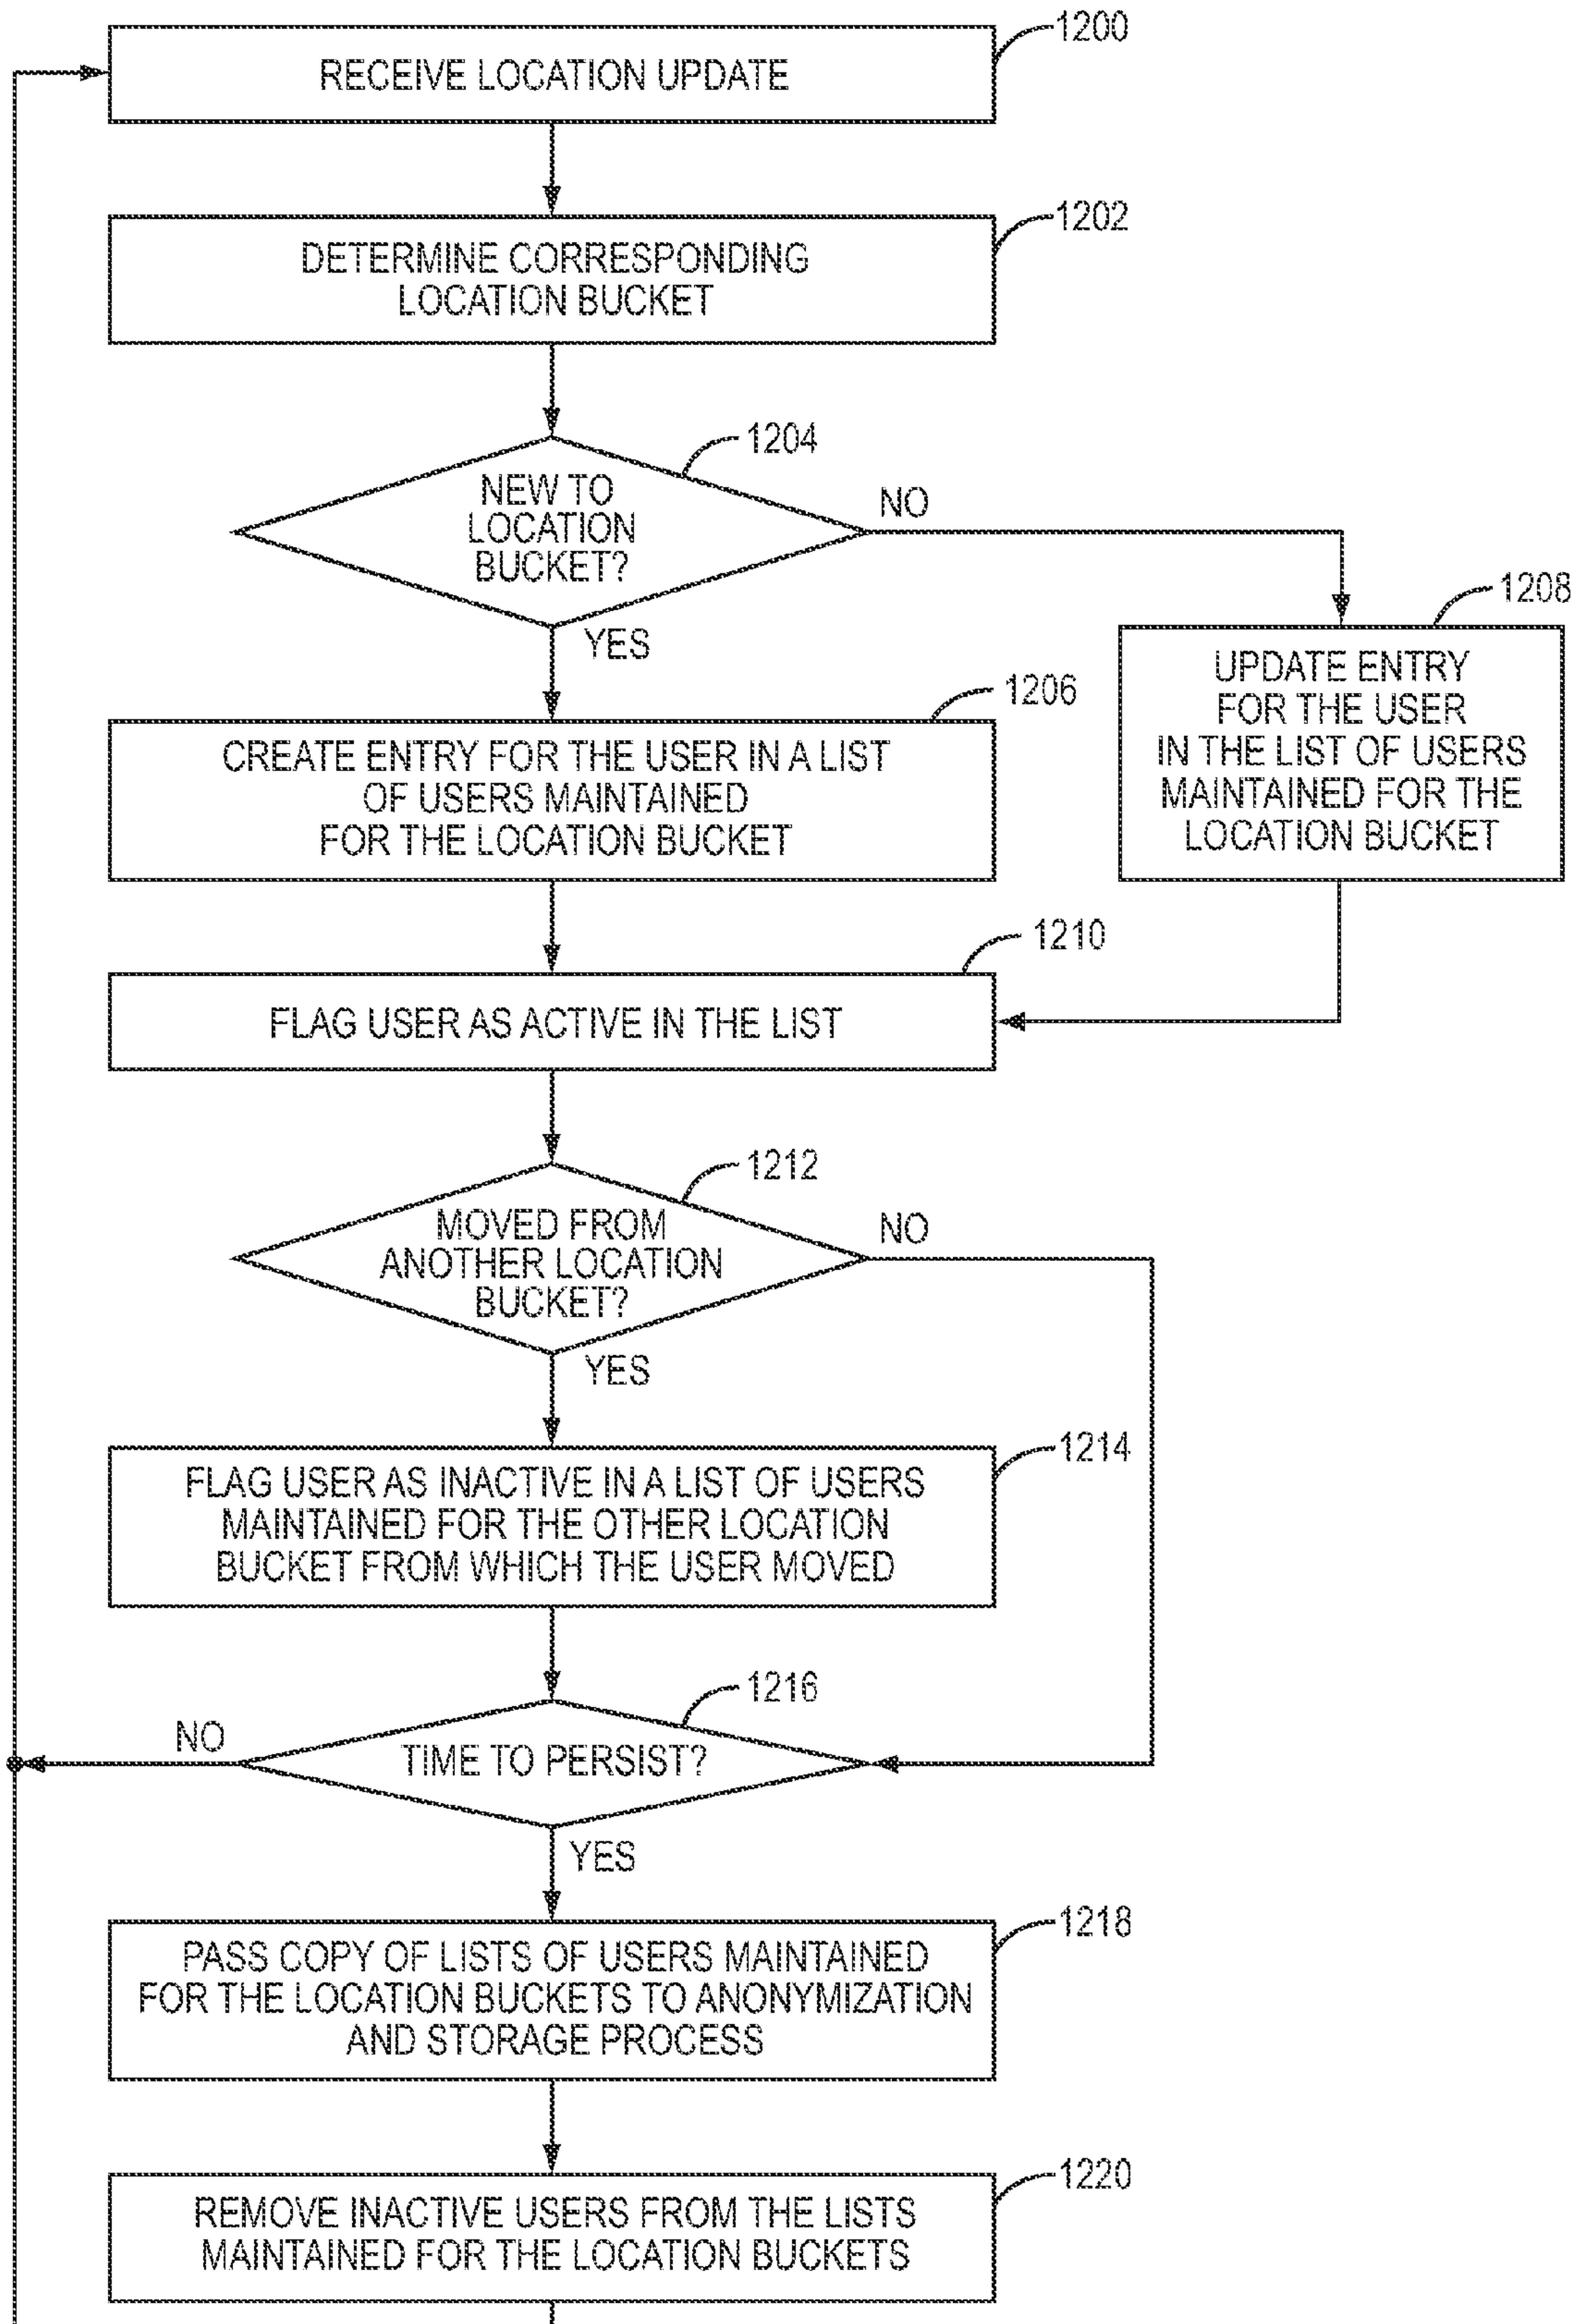 1200
RECEIVE LOCATION UPDATE
1202
DETERMINE CORRESPONDING
LOCATION BUCKET
1204
NEW TO
LOCATION
BUCKET?
NO
YES
1208
UPDATE ENTRY
FOR THE USER
IN THE LIST OF USERS
MAINTAINED FOR THE
LOCATION BUCKET
1206
CREATE ENTRY FOR THE USER IN A LIST
OF USERS MAINTAINED
FOR THE LOCATION BUCKET
1210
FLAG USER AS ACTIVE IN THE LIST
1212
MOVED FROM
ANOTHER LOCATION
BUCKET?
NO
YES
1214
FLAG USER AS INACTIVE IN A LIST OF USERS
MAINTAINED FOR THE OTHER LOCATION
BUCKET FROM WHICH THE USER MOVED
1216
NO
TIME TO PERSIST?
YES
1218
PASS COPY OF LISTS OF USERS MAINTAINED
FOR THE LOCATION BUCKETS TO ANONYMIZATION
AND STORAGE PROCESS
1220
REMOVE INACTIVE USERS FROM THE LISTS
MAINTAINED FOR THE LOCATION BUCKETS